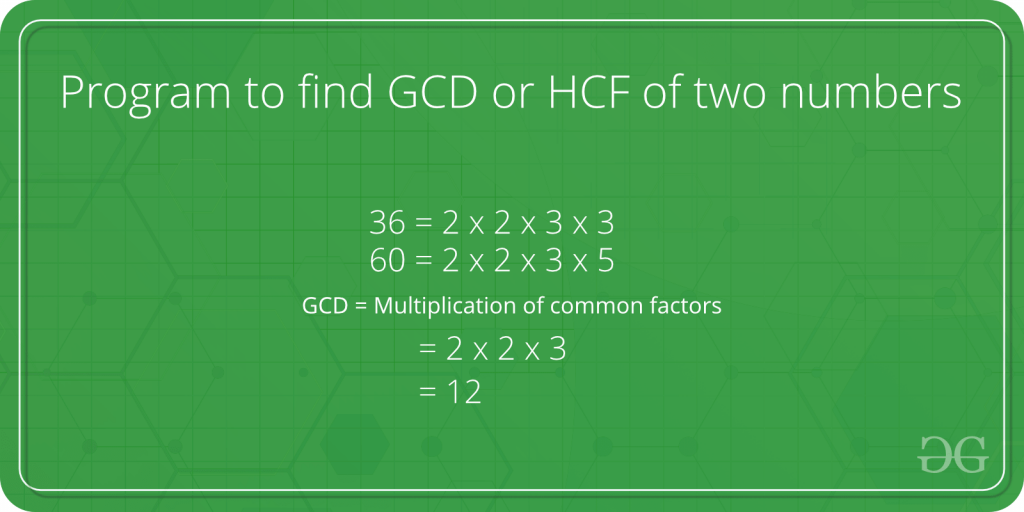 Program to find GCD or HCF of two numbers
36 = 2 x 2 x 3 x 3
60 = 2 x 2 x 3 x 5
GCD = Multiplication of common factors
= 2 x 2 x 3
= 12
GG